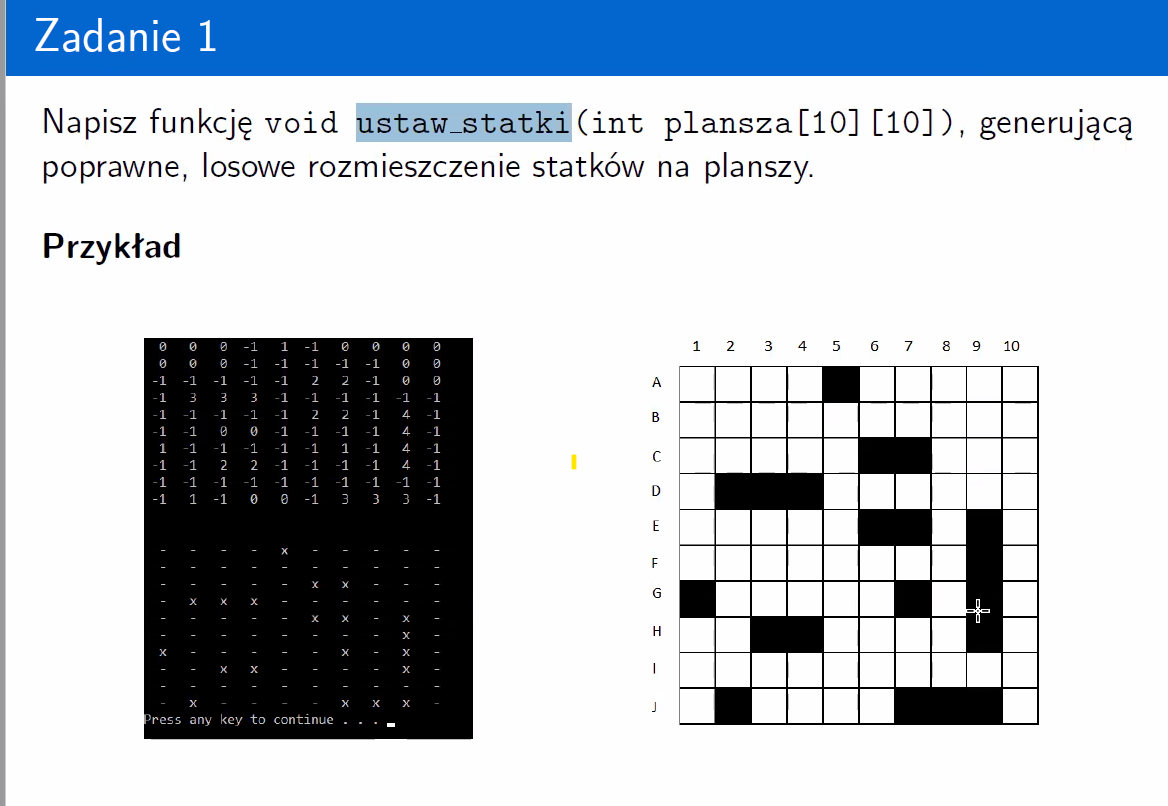 Zadanie 1
Napisz funkcję void ustaw_statki(int plansza[10][10]), generującą
poprawne, losowe rozmieszczenie statków na planszy.
Przykład
0 0 0 -1 1 -1 0 0 0 0
0 0 0 -1 -1 -1 -1 -1 0 0
-1 -1 -1 -1 -1 2 2 -1 0 0
-1 3 3 3 -1 -1 -1 -1 -1 -1
-1 -1 -1 -1 -1 2 2 -1 4 -1
-1 -1 0 0 -1 -1 -1 -1 4 -1
1 -1 -1 -1 -1 -1 1 -1 4 -1
-1 -1 2 2 -1 -1 -1 -1 4 -1
-1 -1 -1 -1 -1 -1 -1 -1 -1 -1
-1 1 -1 0 0 -1 3 3 3 -1
- - - - x - - - - -
- - - - - - - - - -
- - - - - x x - - -
- x x x - - - - - -
- - - - - x x - x -
- - - - - - - - x -
x - - - - - x - x -
- - x x - - - - x -
- - - - - - - - - -
- x - - - - x x x -
Press any key to continue . . .
1 2 3 4 5 6 7 8 9 10
A
B
C
D
E
F
G
H
I
J